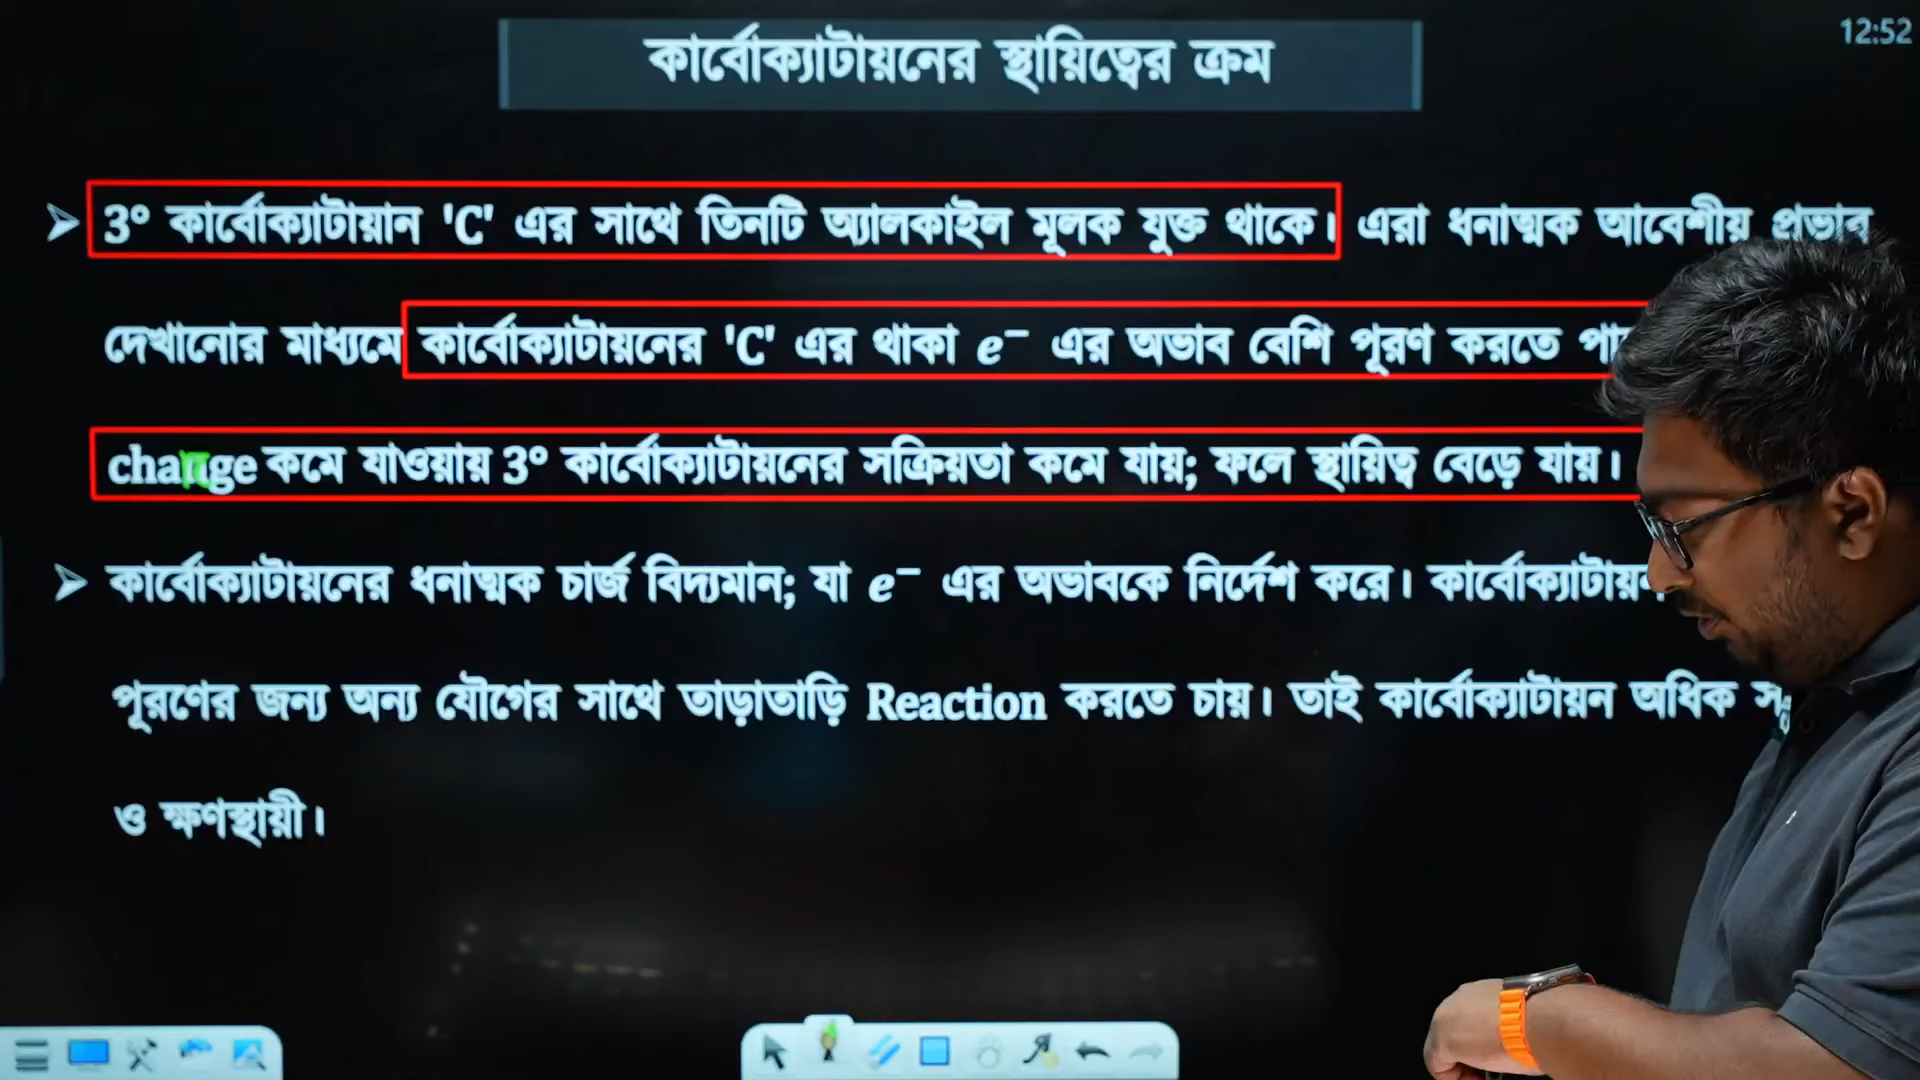 কার্বোক্যাটায়নের স্থায়িত্বের ক্রম
12:52
➢ 3° কার্বোক্যাটায়ান 'C' এর সাথে তিনটি অ্যালকাইল মূলক যুক্ত থাকে। এরা ধনাত্মক আবেশীয় প্রভাব
দেখানোর মাধ্যমে কার্বোক্যাটায়নের 'C' এর থাকা e⁻ এর অভাব বেশি পূরণ করতে
change কমে যাওয়ায় 3° কার্বোক্যাটায়নের সক্রিয়তা কমে যায়; ফলে স্থায়িত্ব বেড়ে যায়।
➢ কার্বোক্যাটায়নের ধনাত্মক চার্জ বিদ্যমান; যা e⁻ এর অভাবকে নির্দেশ করে।
পূরণের জন্য অন্য যৌগের সাথে তাড়াতাড়ি Reaction করতে চায়। তাই কার্বোক্যাটায়ন অধিক
ও ক্ষণস্থায়ী।